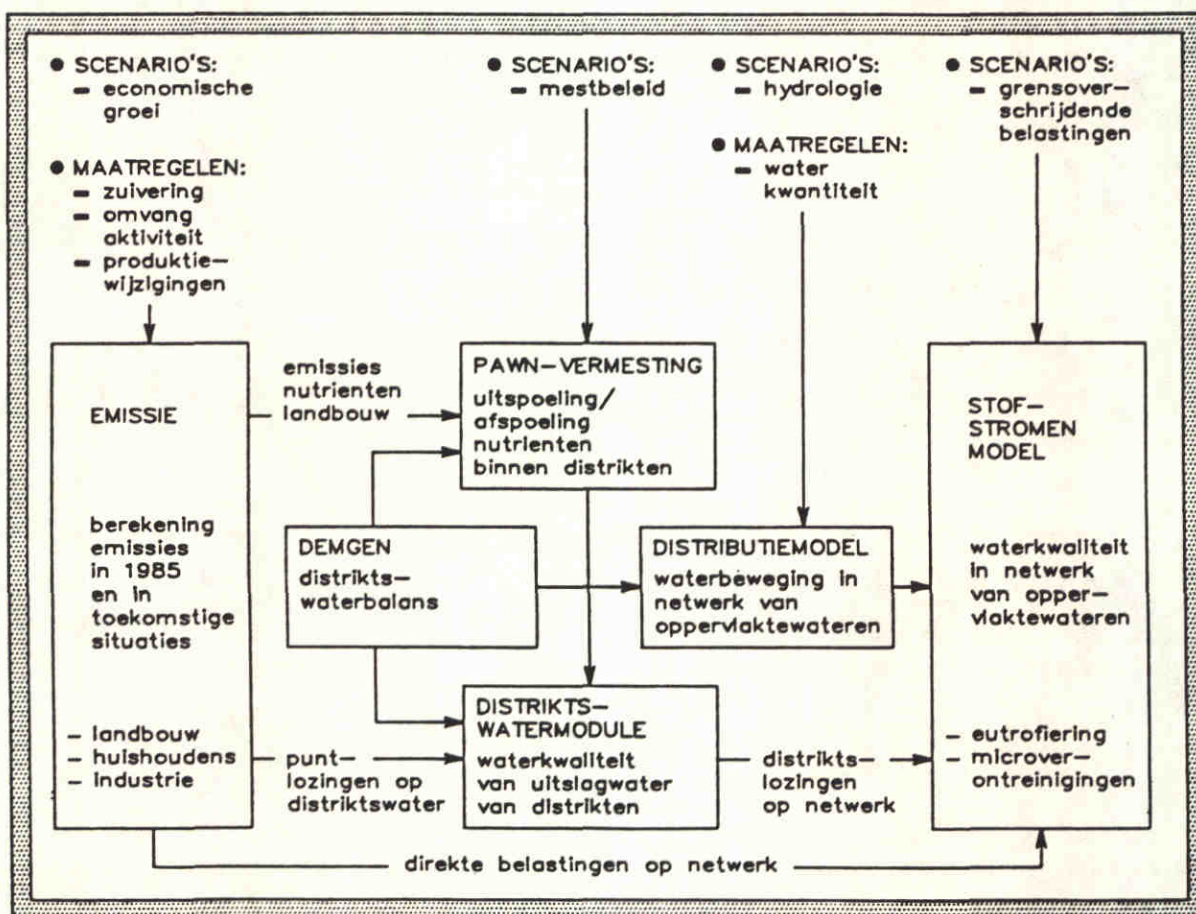 ● SCENARIO'S:
– economische
groei
● MAATREGELEN:
– zuivering
– omvang
aktiviteit
– produktie–
wijzigingen
● SCENARIO'S:
– mestbeleid
● SCENARIO'S:
– hydrologie
● MAATREGELEN:
– water
kwantiteit
● SCENARIO'S:
– grensover–
schrijdende
belastingen
EMISSIE
berekening
emissies
in 1985
en in
toekomstige
situaties
– landbouw
– huishoudens
– industrie
emissies
nutrienten
landbouw
PAWN–VERMESTING
uitspoeling/
afspoeling
nutrienten
binnen distrikten
DEMGEN
distrikts–
waterbalans
DISTRIBUTIEMODEL
waterbeweging in
netwerk van
oppervlaktewateren
punt–
lozingen op
distriktswater
DISTRIKTS–
WATERMODULE
waterkwaliteit
van uitslagwater
van distrikten
distrikts–
lozingen
op netwerk
STOF–
STROMEN
MODEL
waterkwaliteit
in netwerk
van opper–
vlaktewateren
– eutrofiering
– microver–
ontreinigingen
direkte belastingen op netwerk